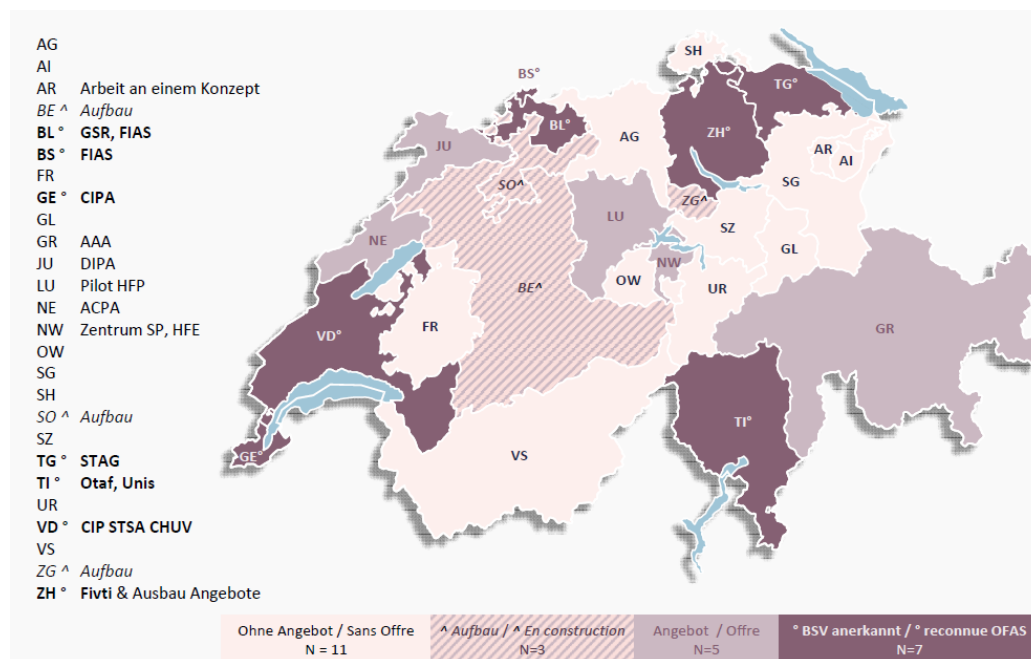 AG
AI
AR Arbeit an einem Konzept
BE ^ Aufbau
BL ° GSR, FIAS
BS ° FIAS
FR
GE ° CIPA
GL
GR AAA
JU DIPA
LU Pilot HFP
NE ACPA
NW Zentrum SP, HFE
OW
SG
SH
SO ^ Aufbau
SZ
TG ° STAG
TI ° Otaf, Unis
UR
VD ° CIP STSA CHUV
VS
ZG ^ Aufbau
ZH ° Fivti & Ausbau Angebote
SH
BS°
TG°
BL°
AG
ZH°
JU
AR
AI
SO^
SG
ZG^
LU
SZ
NE
GL
NW
OW
BE^
UR
FR
VD°
GR
TI°
VS
GE°
Ohne Angebot / Sans Offre
N = 11
^ Aufbau / ^ En construction
N=3
Angebot / Offre
N=5
° BSV anerkannt / ° reconnue OFAS
N=7